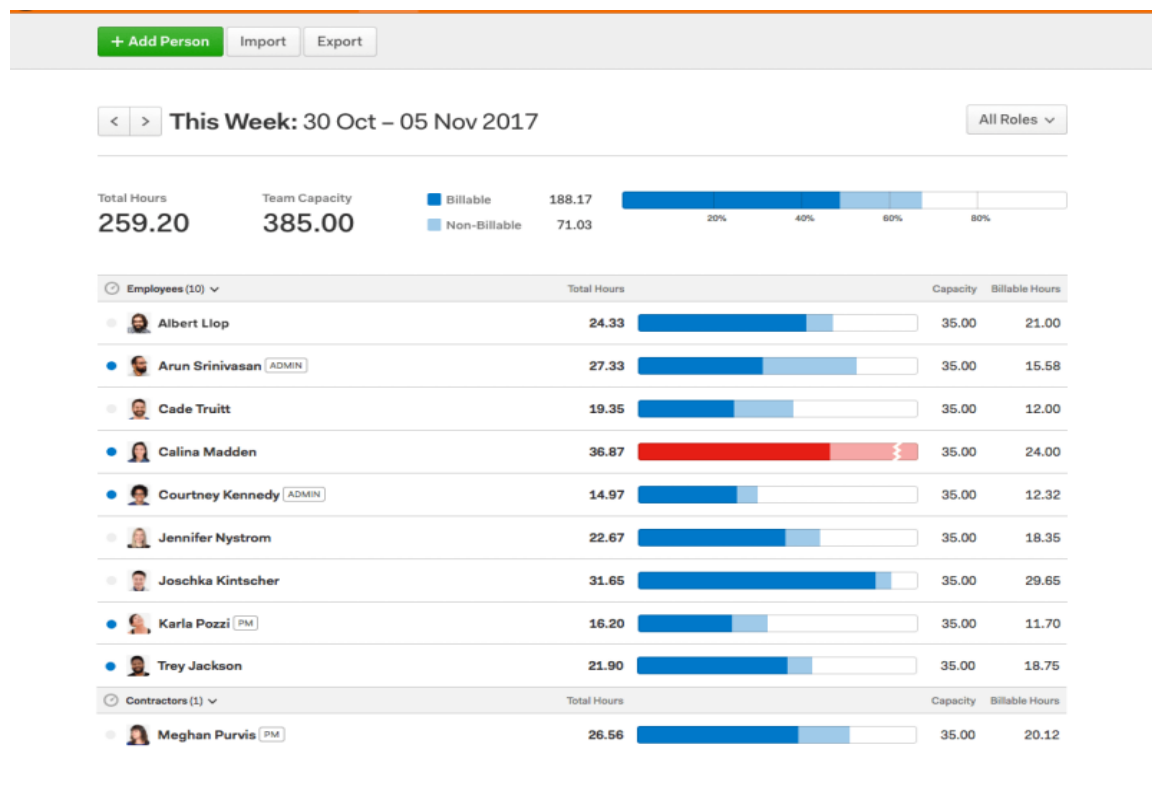 + Add Person Import Export
< > This Week: 30 Oct – 05 Nov 2017 All Roles
Total Hours Team Capacity Billable 188.17
259.20 385.00 Non-Billable 71.03
20% 40% 60% 80%
Employees (10) Total Hours Capacity Billable Hours
Albert Llop 24.33 35.00 21.00
Arun Srinivasan ADMIN 27.33 35.00 15.58
Cade Truitt 19.35 35.00 12.00
Calina Madden 36.87 35.00 24.00
Courtney Kennedy ADMIN 14.97 35.00 12.32
Jennifer Nystrom 22.67 35.00 18.35
Joschka Kintscher 31.65 35.00 29.65
Karla Pozzi PM 16.20 35.00 11.70
Trey Jackson 21.90 35.00 18.75
Contractors (1) Total Hours Capacity Billable Hours
Meghan Purvis PM 26.56 35.00 20.12